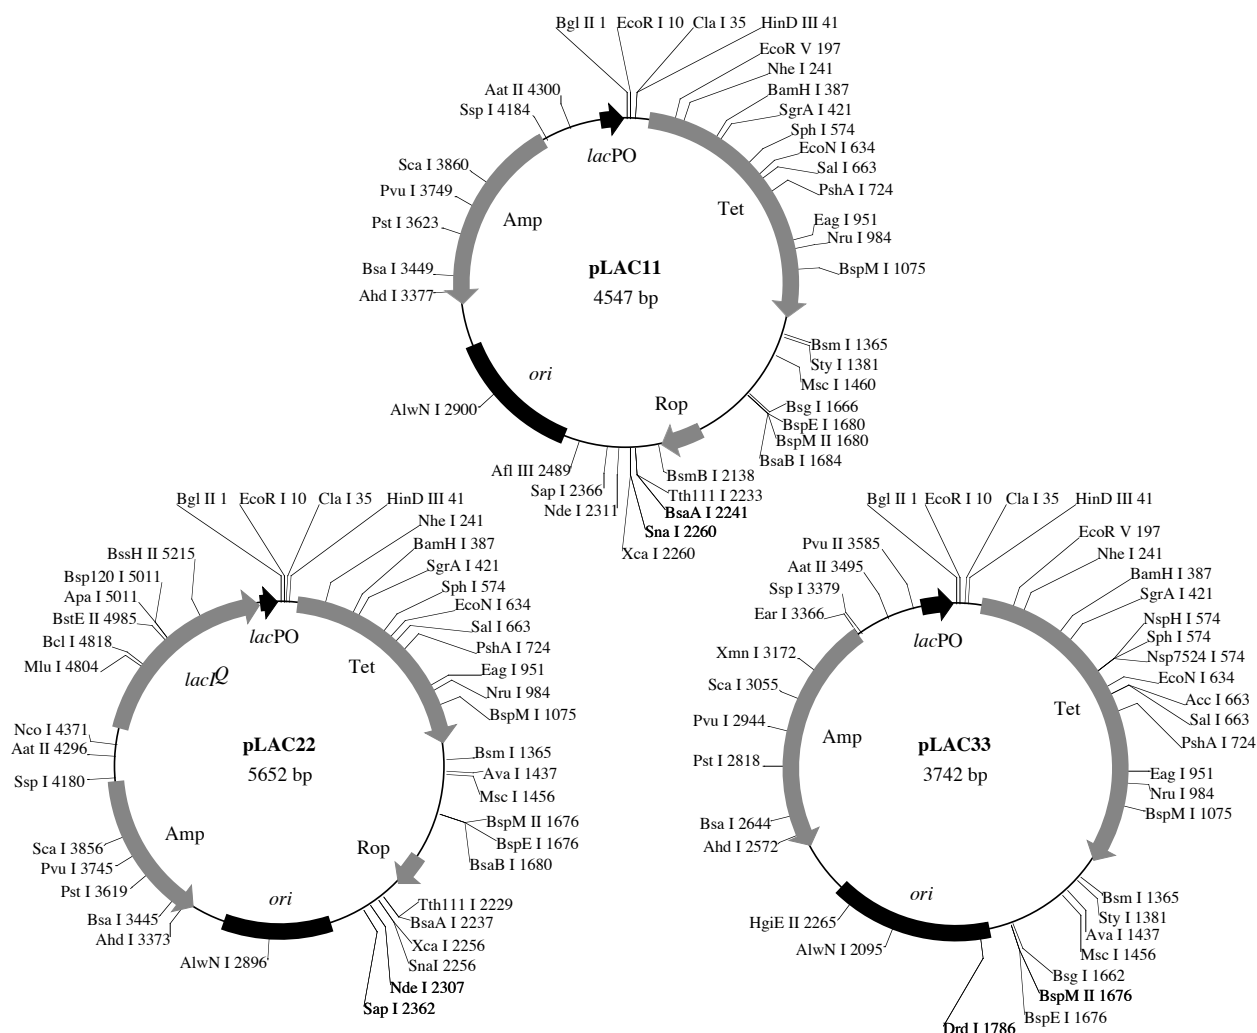 Bgl II 1
EcoR I 10
Cla I 35
HinD III 41
EcoR V 197
Nhe I 241
BamH I 387
SgrA I 421
Sph I 574
EcoN I 634
Sal I 663
PshA I 724
Eag I 951
Nru I 984
BspM I 1075
Bsm I 1365
Sty I 1381
Msc I 1460
Bsg I 1666
BspE I 1680
BspM II 1680
BsaB I 1684
BsmB I 2138
Tth111 I 2233
BsaA I 2241
Sna I 2260
Xca I 2260
Nde I 2311
Sap I 2366
Afl III 2489
AlwN I 2900
Ahd I 3377
Bsa I 3449
Pst I 3623
Pvu I 3749
Sca I 3860
Ssp I 4184
Aat II 4300
lacPO
Tet
Amp
pLAC11
4547 bp
ori
Rop
Bgl II 1
EcoR I 10
Cla I 35
HinD III 41
Nhe I 241
BamH I 387
SgrA I 421
Sph I 574
EcoN I 634
Sal I 663
PshA I 724
Eag I 951
Nru I 984
BspM I 1075
Bsm I 1365
Ava I 1437
Msc I 1456
BspM II 1676
BspE I 1676
BsaB I 1680
Tth111 I 2229
BsaA I 2237
Xca I 2256
SnaI 2256
Nde I 2307
Sap I 2362
AlwN I 2896
Ahd I 3373
Bsa I 3445
Pst I 3619
Pvu I 3745
Sca I 3856
Ssp I 4180
Aat II 4296
Nco I 4371
Mlu I 4804
Bcl I 4818
BstE II 4985
Apa I 5011
Bsp120 I 5011
BssH II 5215
lacPO
lacIQ
Tet
pLAC22
5652 bp
Amp
Rop
ori
Bgl II 1
EcoR I 10
Cla I 35
HinD III 41
EcoR V 197
Nhe I 241
BamH I 387
SgrA I 421
NspH I 574
Sph I 574
Nsp7524 I 574
EcoN I 634
Acc I 663
Sal I 663
PshA I 724
Eag I 951
Nru I 984
BspM I 1075
Bsm I 1365
Sty I 1381
Ava I 1437
Msc I 1456
Bsg I 1662
BspM II 1676
BspE I 1676
Drd I 1786
AlwN I 2095
HgiE II 2265
Ahd I 2572
Bsa I 2644
Pst I 2818
Pvu I 2944
Sca I 3055
Xmn I 3172
Ear I 3366
Ssp I 3379
Aat II 3495
Pvu II 3585
lacPO
Tet
Amp
pLAC33
3742 bp
ori